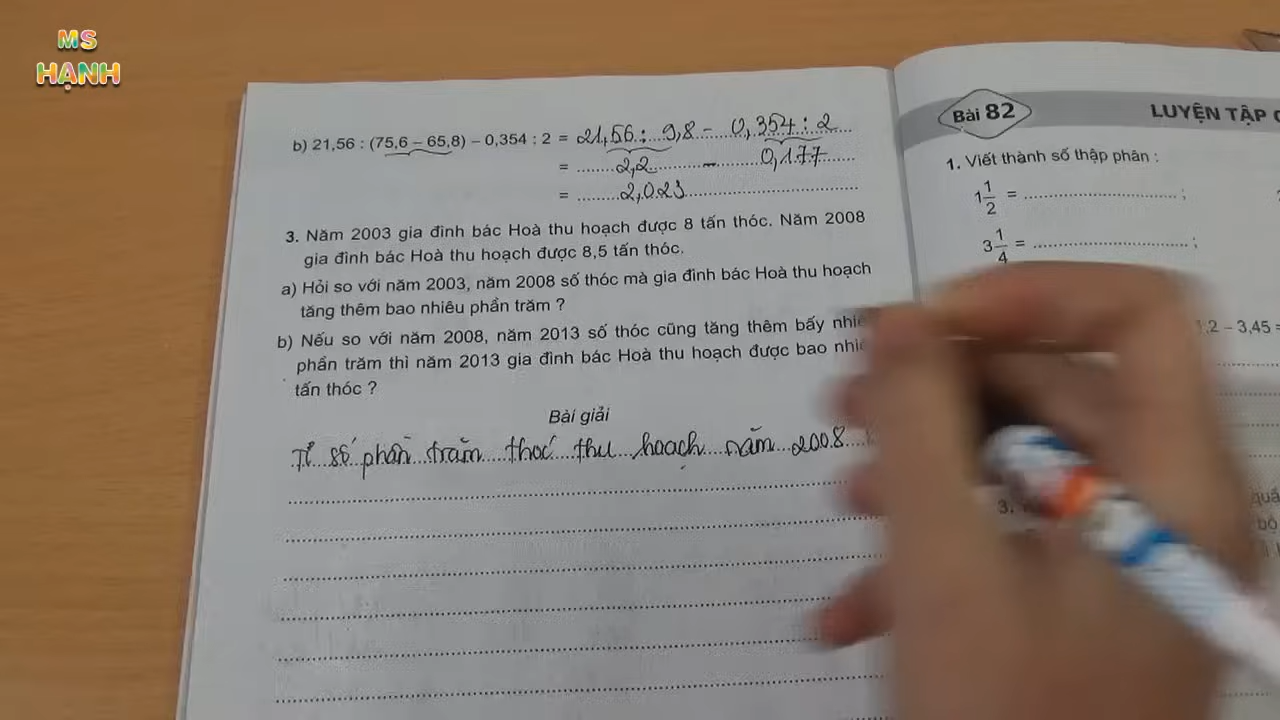 MS
HẠNH
b) 21,56 : (75,6 – 65,8) – 0,354 : 2 = 21,56 : 9,8 – 0,354 : 2
= 2,2 – 0,177
= 2,023
3. Năm 2003 gia đình bác Hoà thu hoạch được 8 tấn thóc. Năm 2008
gia đình bác Hoà thu hoạch được 8,5 tấn thóc.
a) Hỏi so với năm 2003, năm 2008 số thóc mà gia đình bác Hoà thu hoạch
tăng thêm bao nhiêu phần trăm ?
b) Nếu so với năm 2008, năm 2013 số thóc cũng tăng thêm bấy
phần trăm thì năm 2013 gia đình bác Hoà thu hoạch được bao
tấn thóc ?
Bài giải
Tỉ số phần trăm thóc thu hoạch năm 2008
Bài 82
LUYỆN TẬP
1. Viết thành số thập phân :
1 1/2 = ;
3 1/4 = ;
– 3,45 =
3.